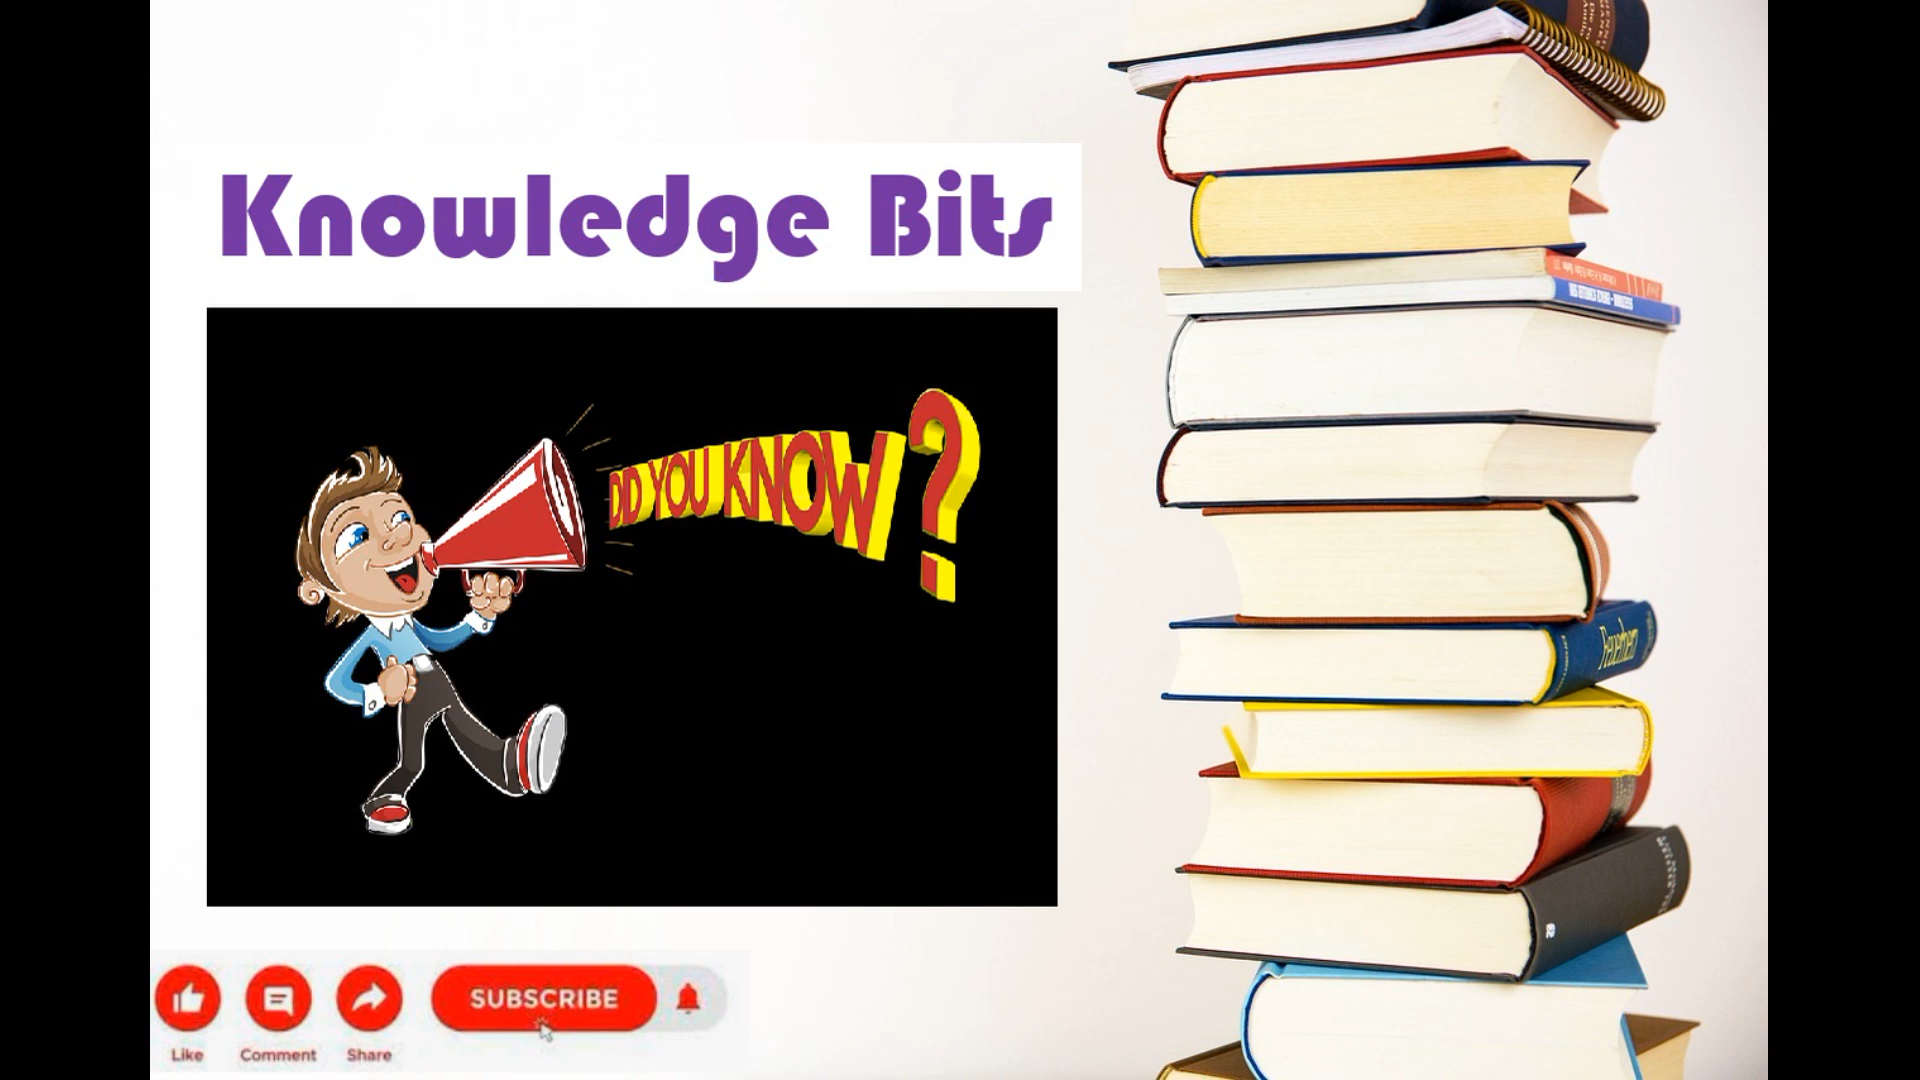 Knowledge Bits
DID YOU KNOW?
Like
Comment
Share
SUBSCRIBE